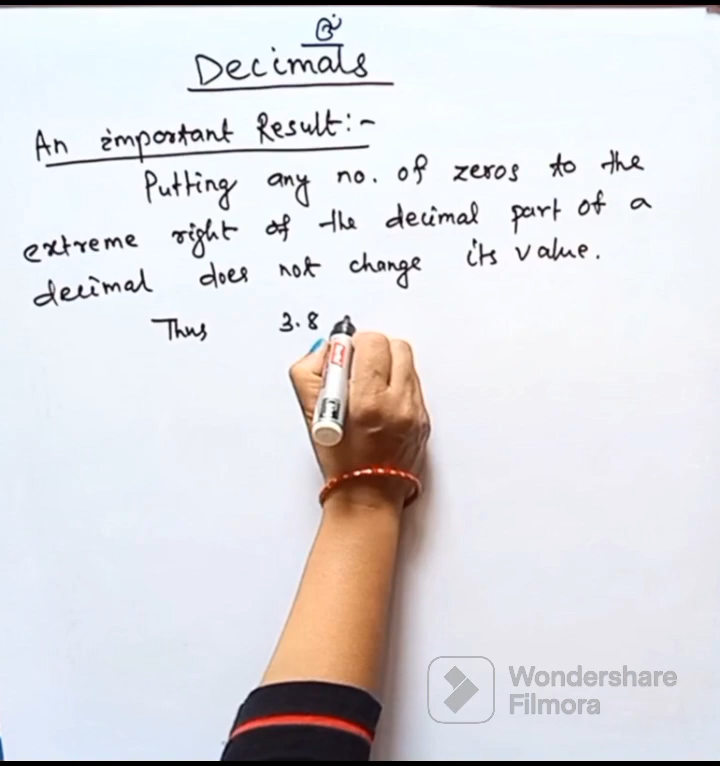 Decimals
An important Result:-
Putting any no. of zeros to the
extreme right of the decimal part of a
decimal does not change its value.
Thus 3.8
Wondershare
Filmora